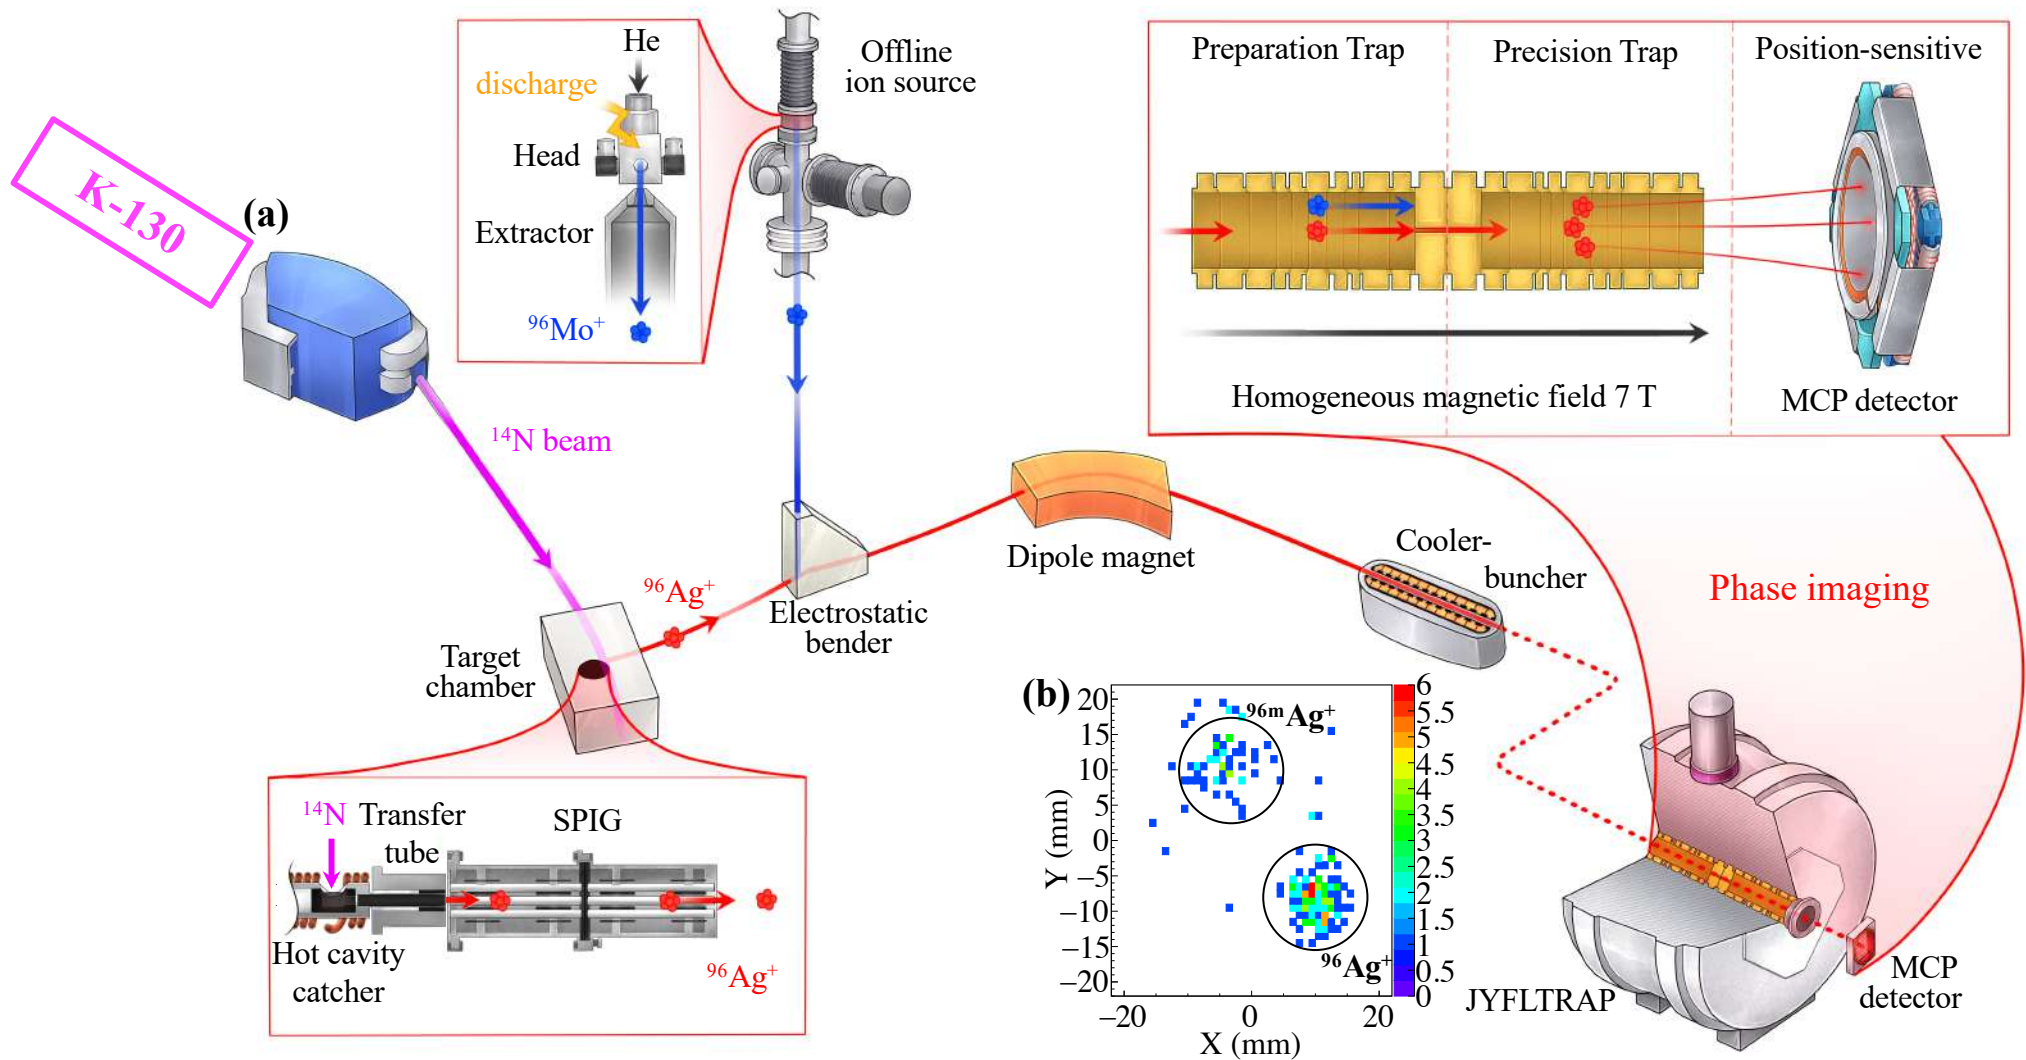 K-130
(a)
He
discharge
Head
Extractor
⁹⁶Mo⁺
Offline
ion source
Preparation Trap
Precision Trap
Position-sensitive
Homogeneous magnetic field 7 T
MCP detector
¹⁴N beam
⁹⁶Ag⁺
Target
chamber
Electrostatic
bender
Dipole magnet
Cooler-
buncher
Phase imaging
¹⁴N
Transfer
tube
SPIG
Hot cavity
catcher
⁹⁶Ag⁺
(b)
⁹⁶ᵐAg⁺
⁹⁶Ag⁺
Y (mm)
20
15
10
5
0
−5
−10
−15
−20
−20
0
20
X (mm)
6
5.5
5
4.5
4
3.5
3
2.5
2
1.5
1
0.5
0
JYFLTRAP
MCP
detector